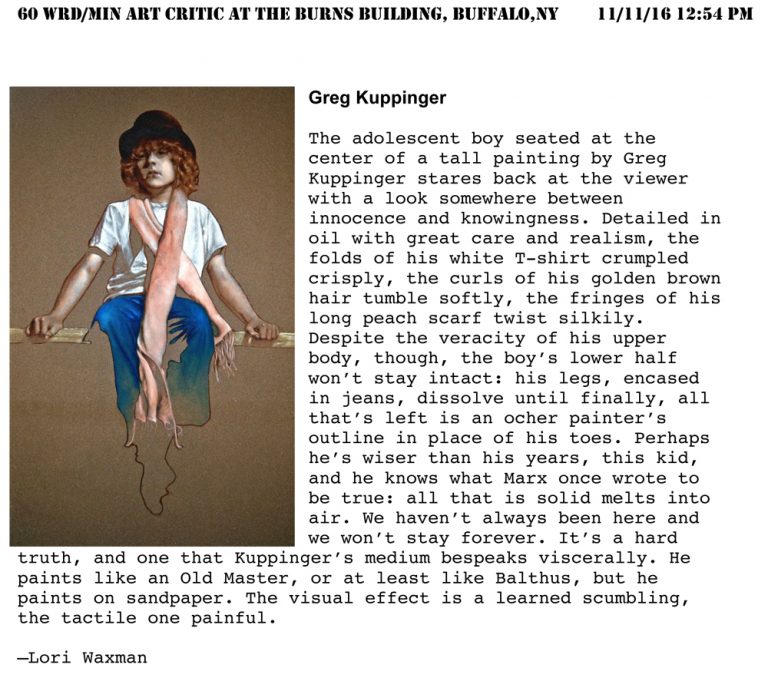 60 WRD/MIN ART CRITIC AT THE BURNS BUILDING, BUFFALO,NY 11/11/16 12:54 PM
Greg Kuppinger
The adolescent boy seated at the
center of a tall painting by Greg
Kuppinger stares back at the viewer
with a look somewhere between
innocence and knowingness. Detailed in
oil with great care and realism, the
folds of his white T-shirt crumpled
crisply, the curls of his golden brown
hair tumble softly, the fringes of his
long peach scarf twist silkily.
Despite the veracity of his upper
body, though, the boy’s lower half
won’t stay intact: his legs, encased
in jeans, dissolve until finally, all
that’s left is an ocher painter’s
outline in place of his toes. Perhaps
he’s wiser than his years, this kid,
and he knows what Marx once wrote to
be true: all that is solid melts into
air. We haven’t always been here and
we won’t stay forever. It’s a hard
truth, and one that Kuppinger’s medium bespeaks viscerally. He
paints like an Old Master, or at least like Balthus, but he
paints on sandpaper. The visual effect is a learned scumbling,
the tactile one painful.
—Lori Waxman